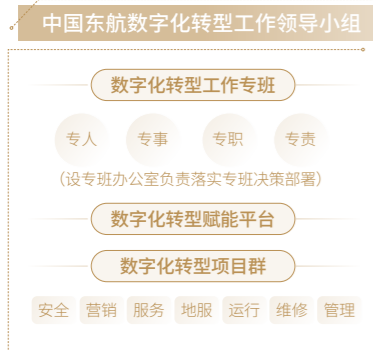 中国东航数字化转型工作领导小组
数字化转型工作专班
专人 专事 专职 专责
（设专班办公室负责落实专班决策部署）
数字化转型赋能平台
数字化转型项目群
安全 营销 服务 地服 运行 维修 管理